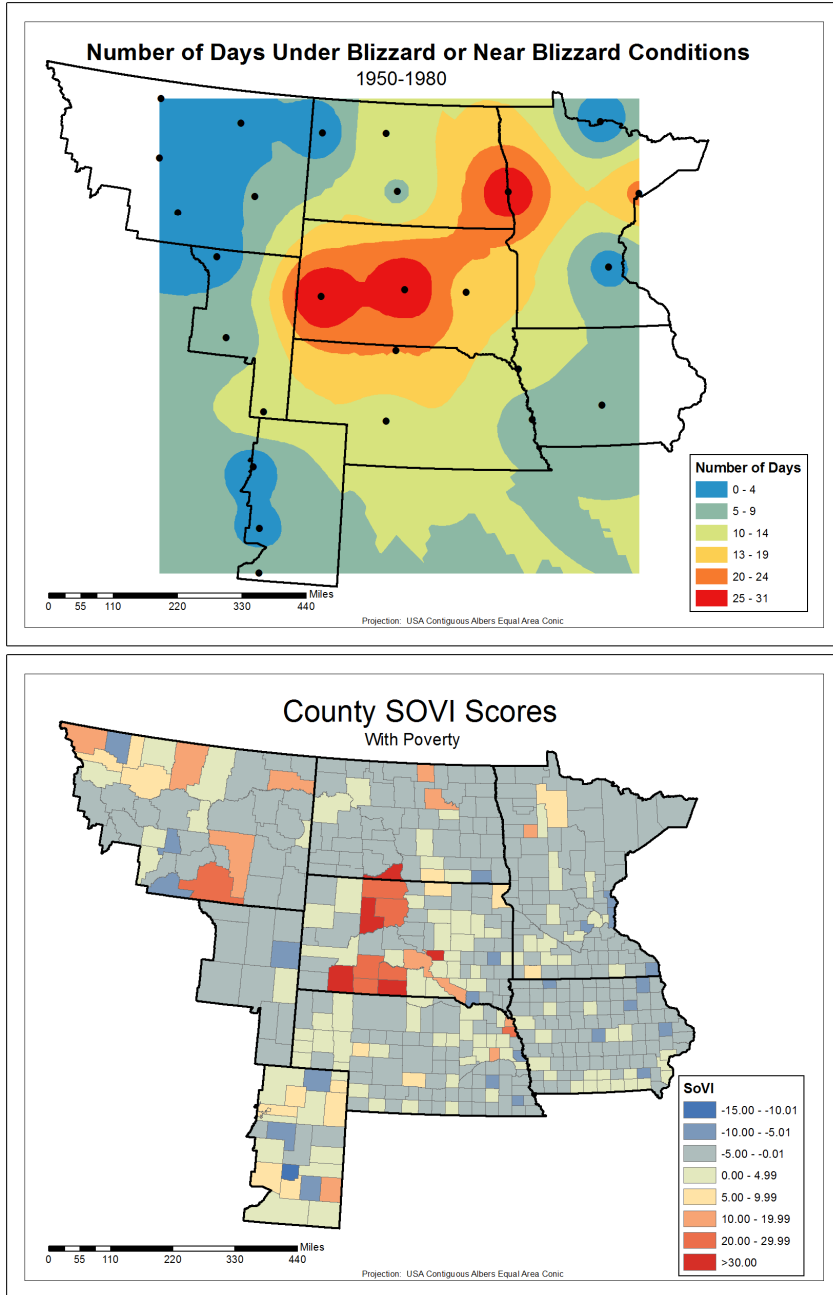 Number of Days Under Blizzard or Near Blizzard Conditions
1950-1980
Number of Days
0 - 4
5 - 9
10 - 14
13 - 19
20 - 24
25 - 31
Miles
0 55 110 220 330 440
Projection: USA Contiguous Albers Equal Area Conic
County SOVI Scores
With Poverty
SoVI
-15.00 - -10.01
-10.00 - -5.01
-5.00 - -0.01
0.00 - 4.99
5.00 - 9.99
10.00 - 19.99
20.00 - 29.99
>30.00
Miles
0 55 110 220 330 440
Projection: USA Contiguous Albers Equal Area Conic